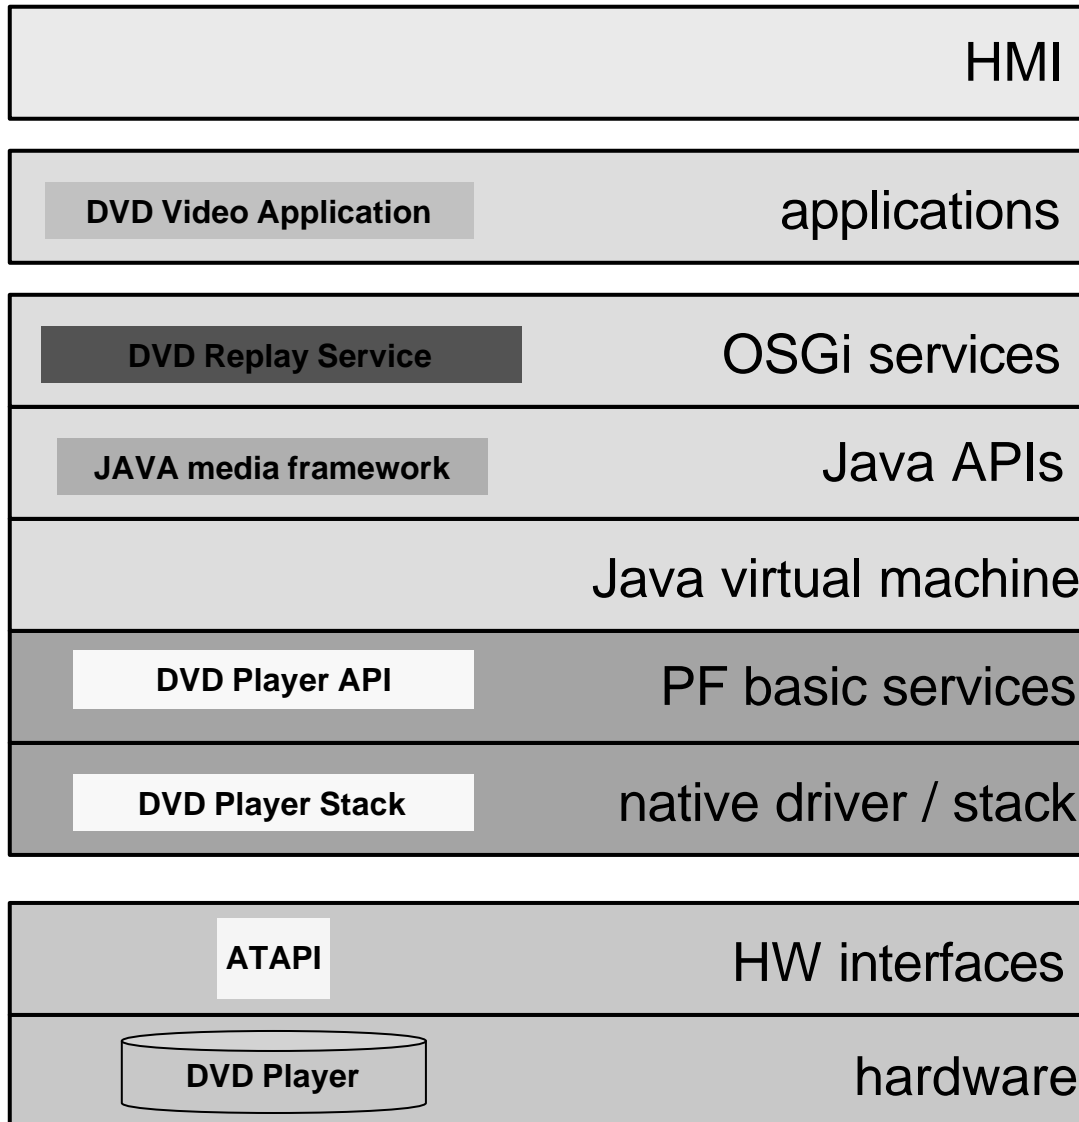 HMI
DVD Video Application
applications
DVD Replay Service
OSGi services
JAVA media framework
Java APIs
Java virtual machine
DVD Player API
PF basic services
DVD Player Stack
native driver / stack
ATAPI
HW interfaces
DVD Player
hardware